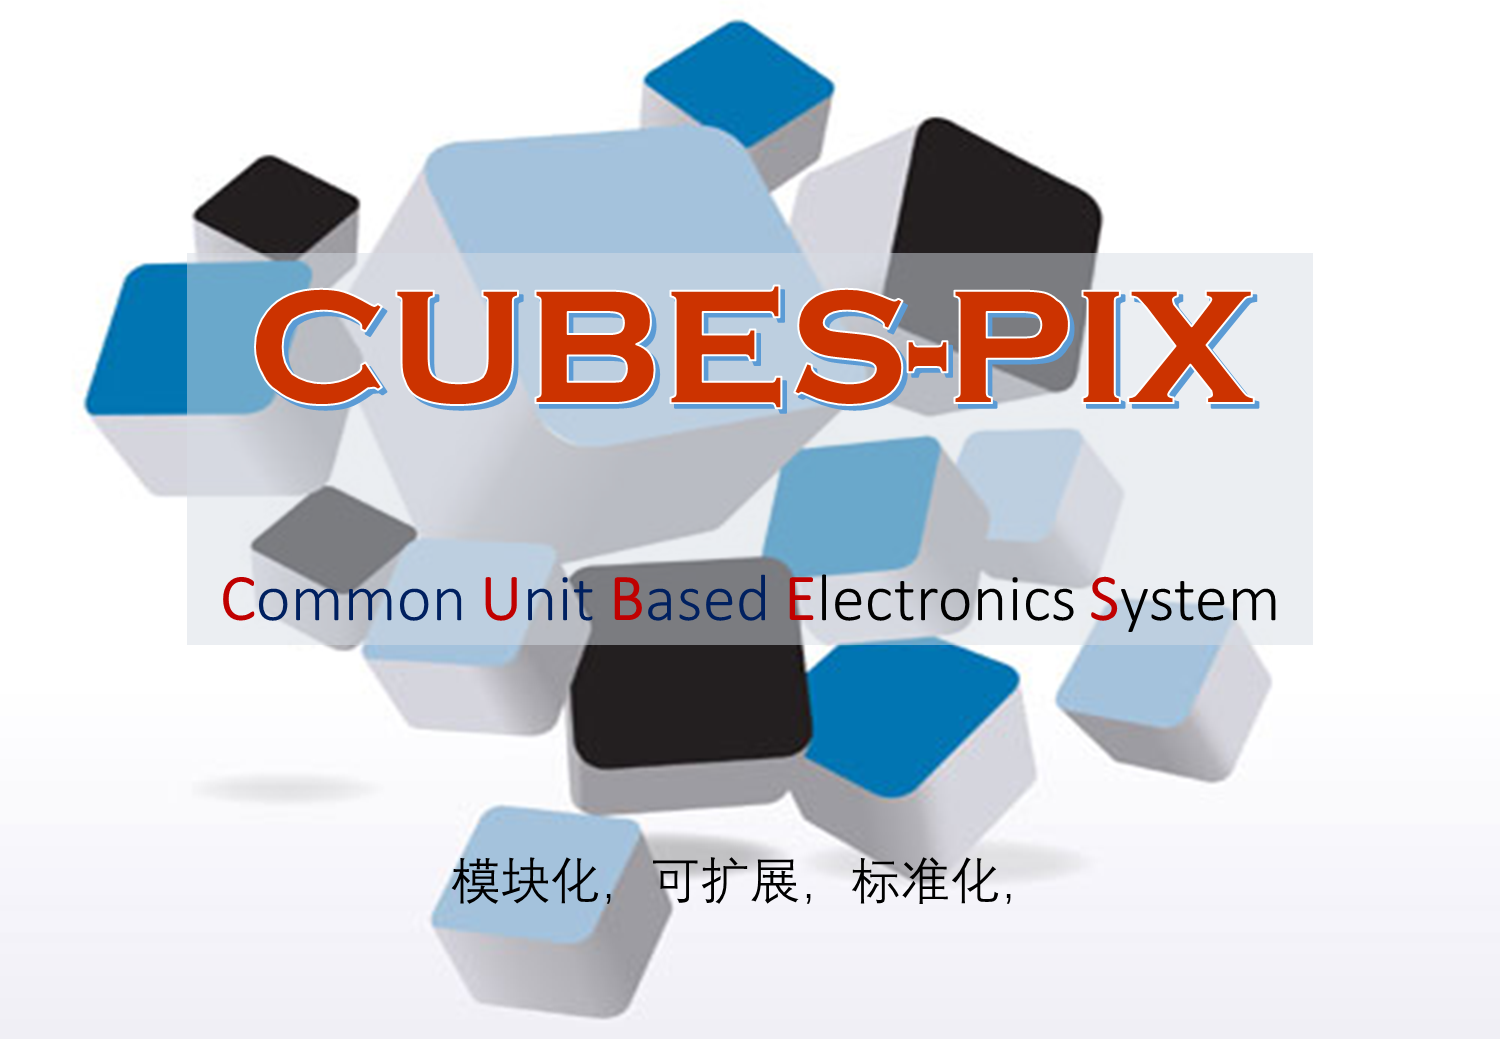 CUBES-PIX
Common Unit Based Electronics System
模块化，可扩展，标准化，